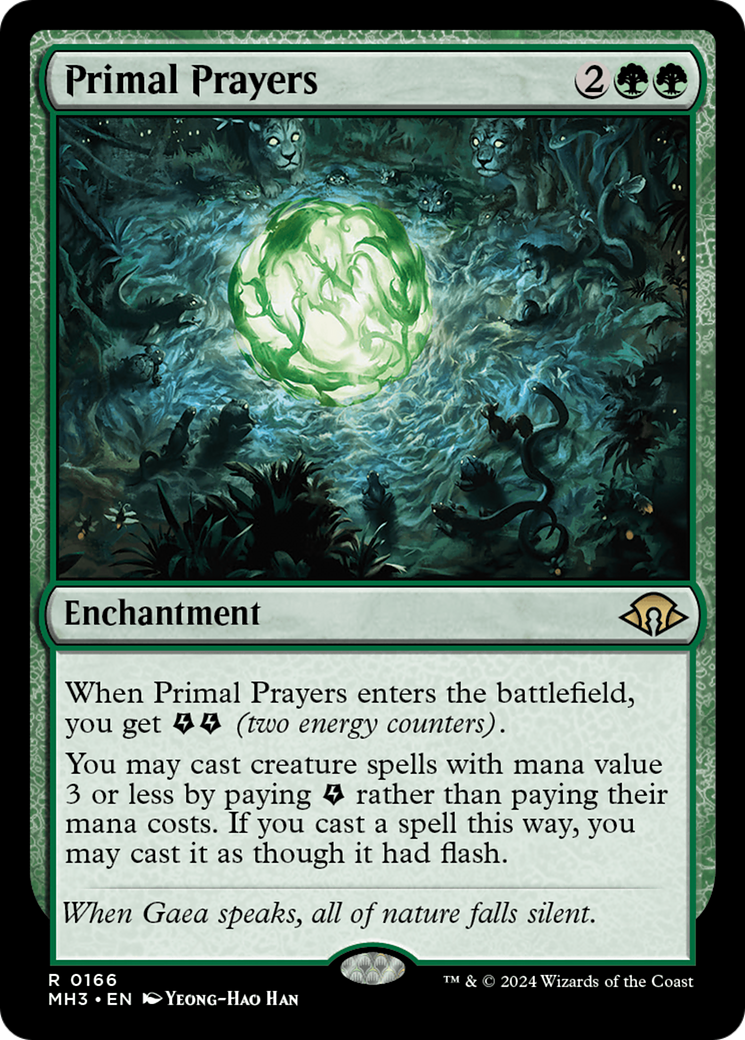 Primal Prayers 2
Enchantment
When Primal Prayers enters the battlefield,
you get (two energy counters).
You may cast creature spells with mana value
3 or less by paying rather than paying their
mana costs. If you cast a spell this way, you
may cast it as though it had flash.
When Gaea speaks, all of nature falls silent.
R 0166
MH3 • EN Yeong-Hao Han
™ & © 2024 Wizards of the Coast